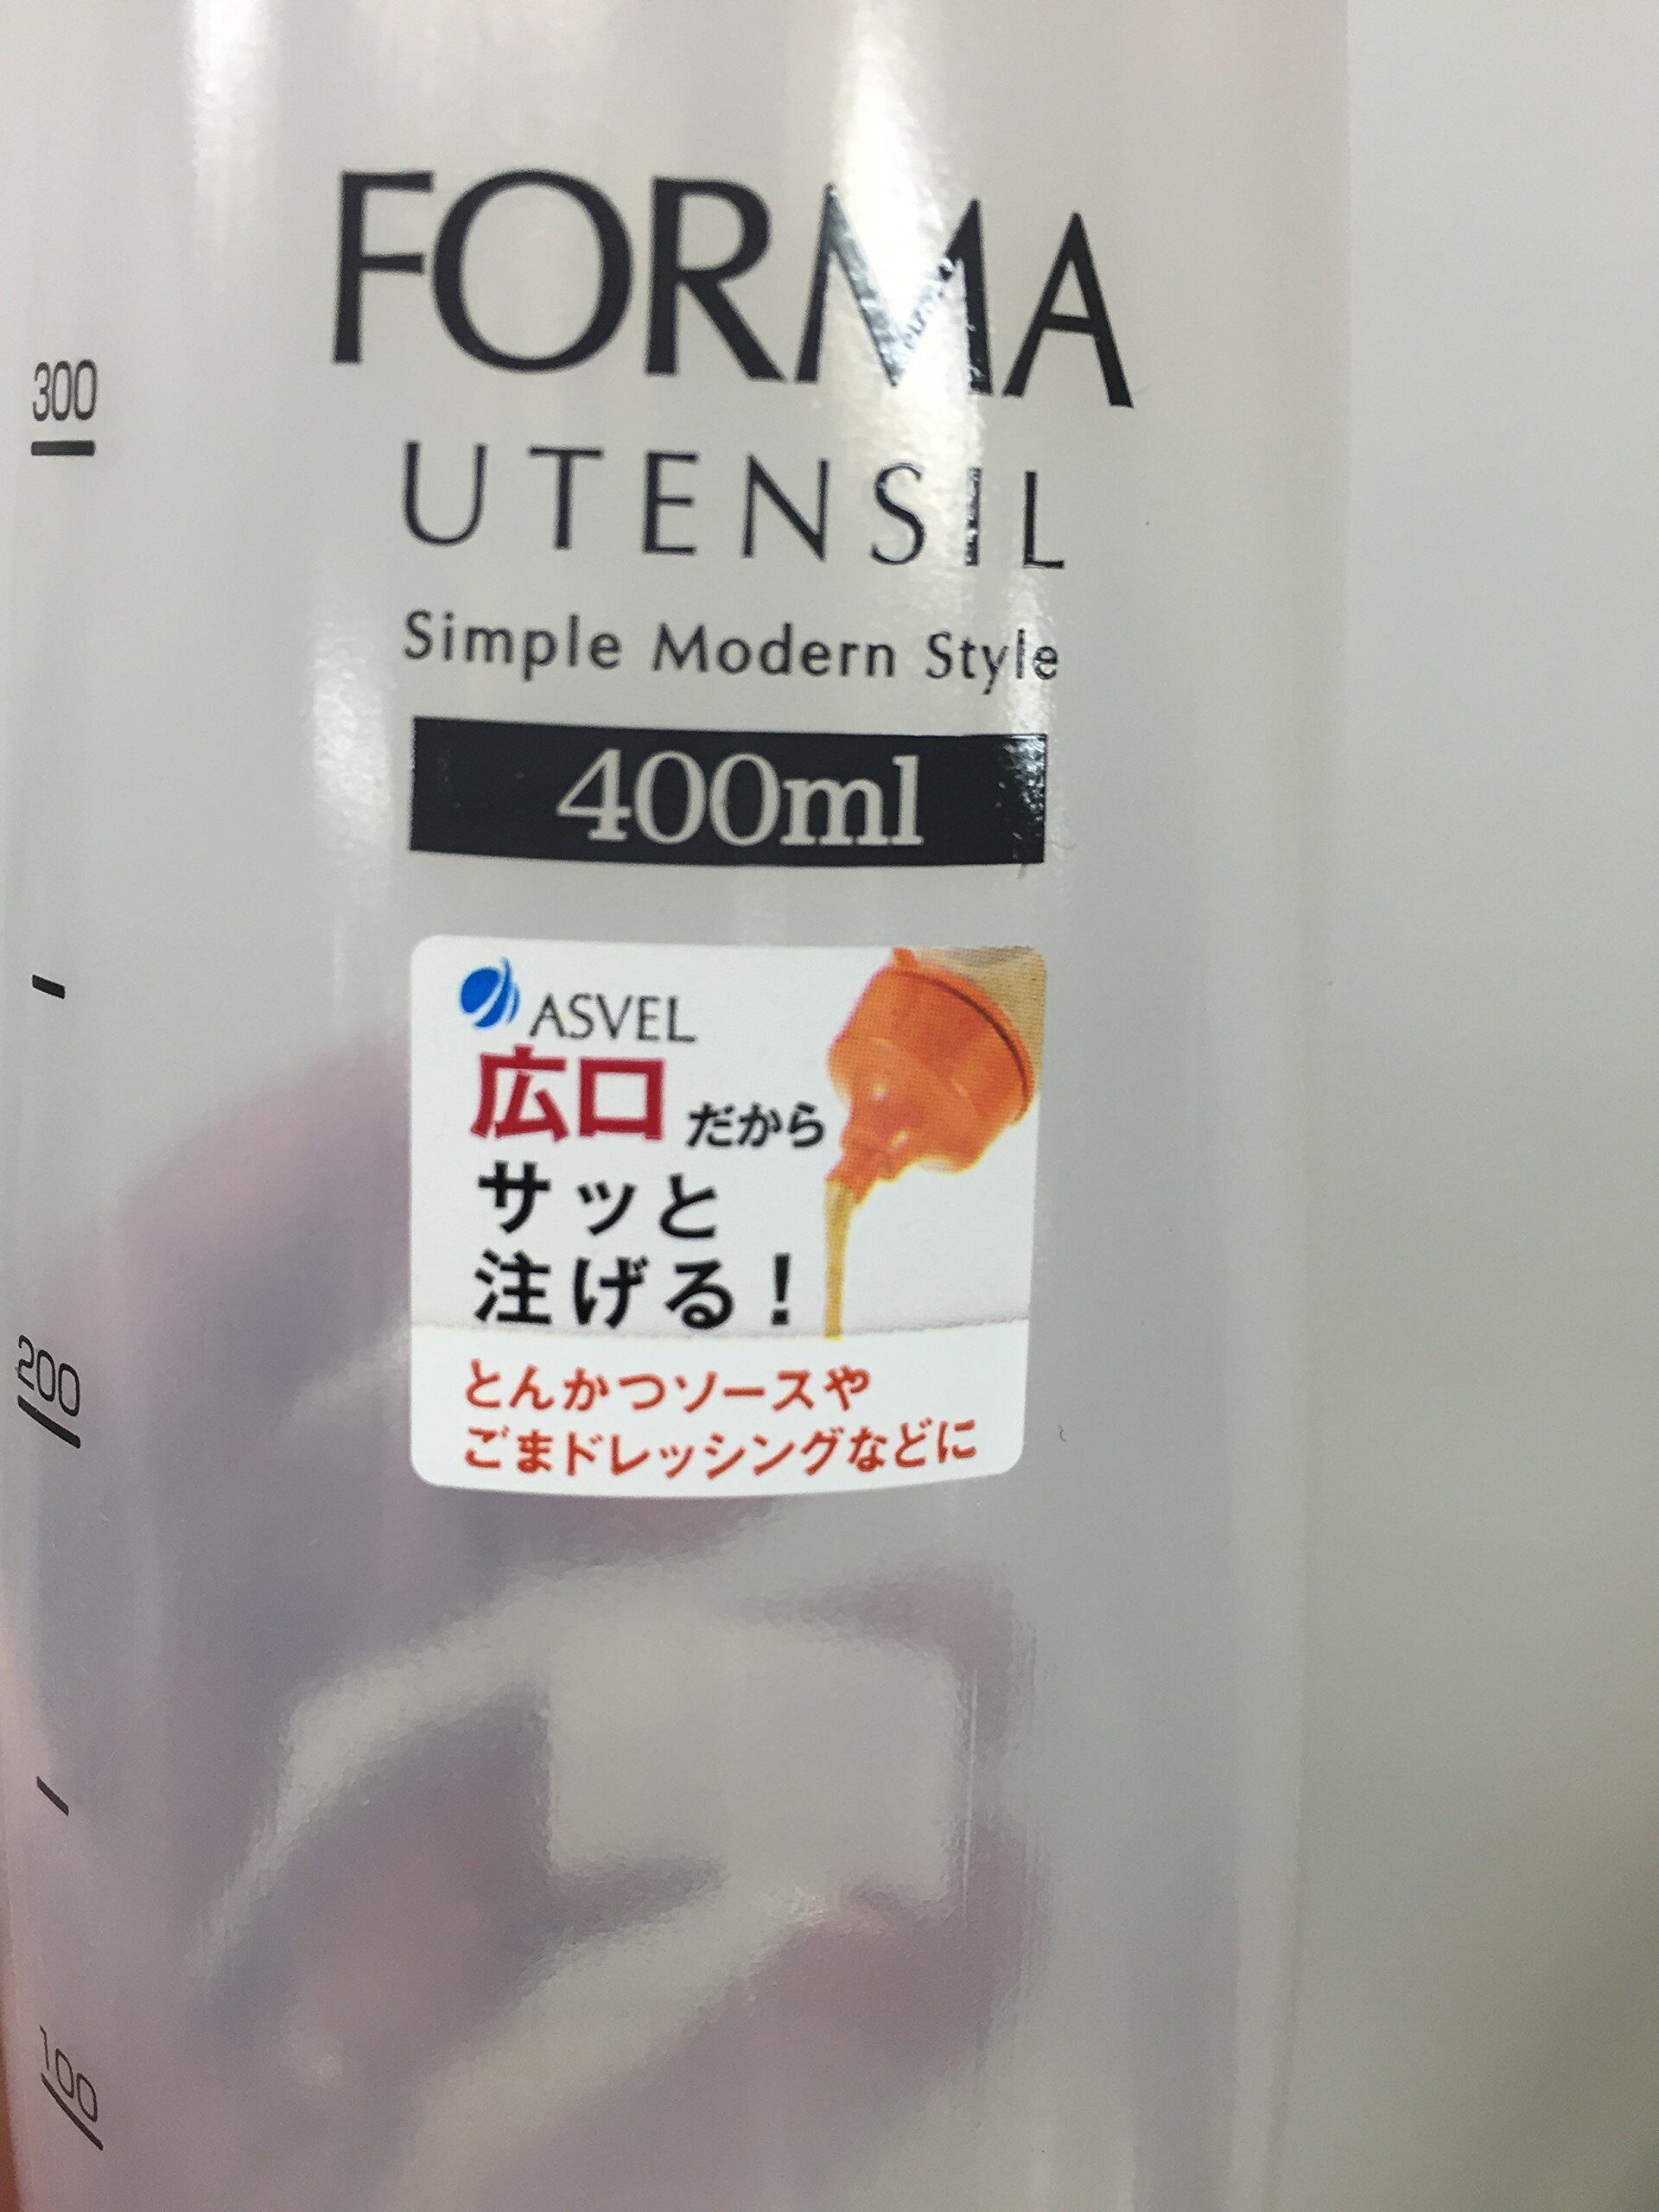 FORMA
UTENSIL
Simple Modern Style
400ml
ASVEL
広口 だから
サッと
注げる！
とんかつソースや
ごまドレッシングなどに
300
200
100